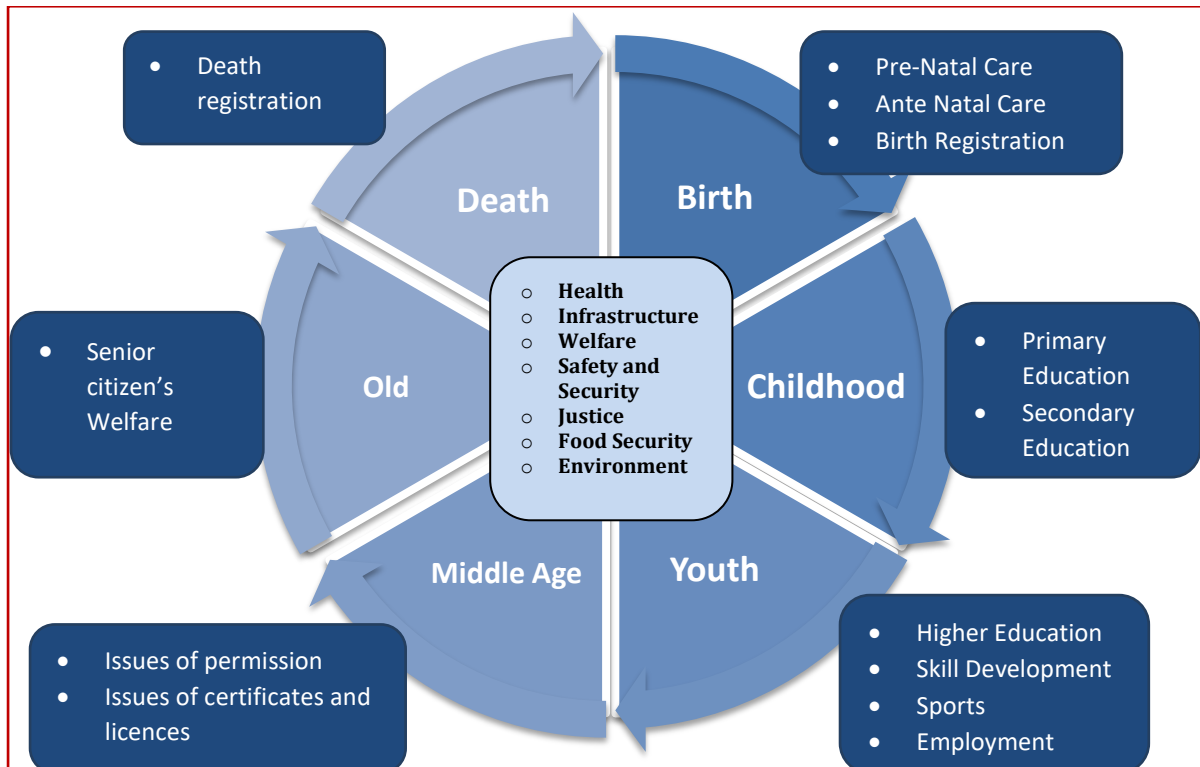 Death
registration
Pre-Natal Care
Ante Natal Care
Birth Registration
Death
Birth
Health
Infrastructure
Welfare
Safety and
Security
Justice
Food Security
Environment
Senior
citizen’s
Welfare
Old
Childhood
Primary
Education
Secondary
Education
Middle Age
Youth
Issues of permission
Issues of certificates and
licences
Higher Education
Skill Development
Sports
Employment